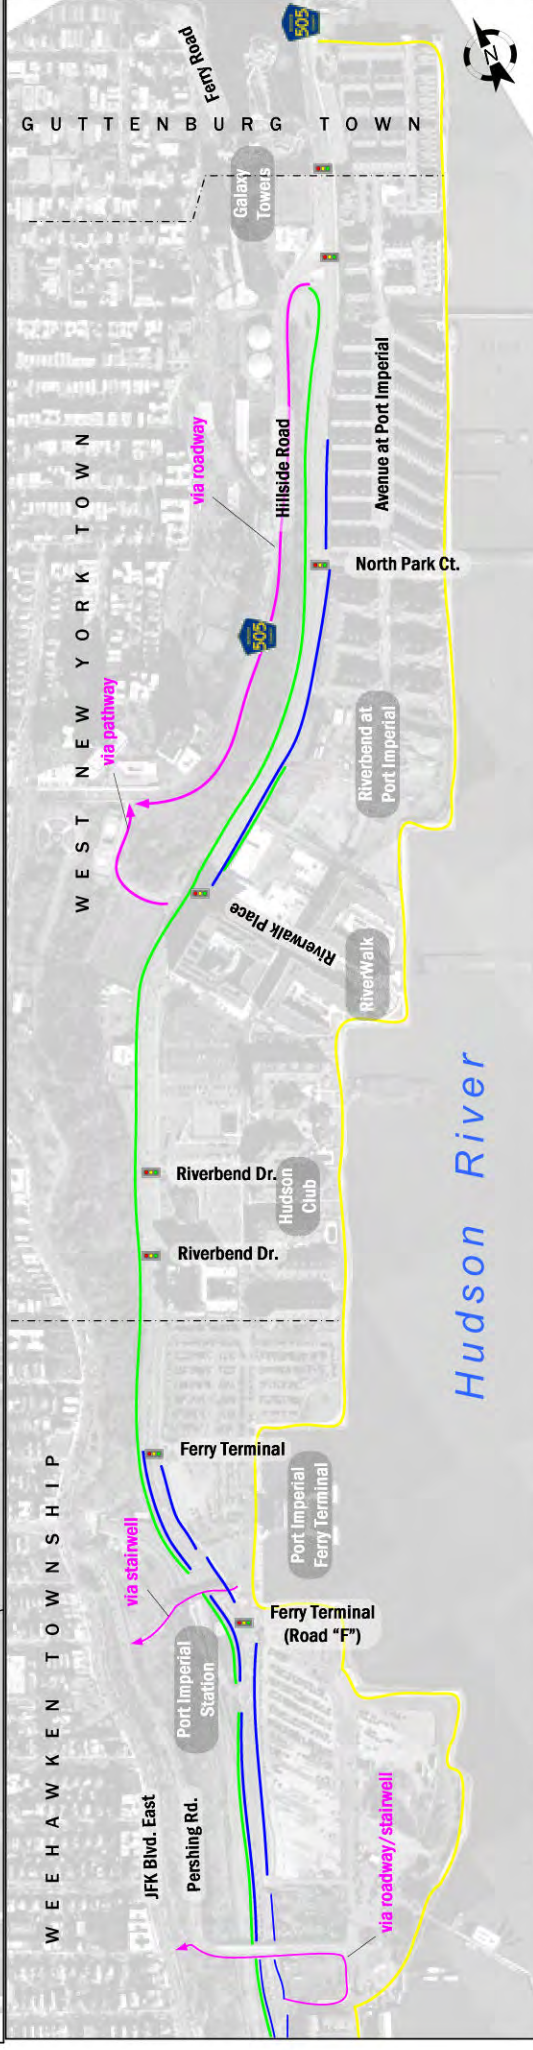 505
Ferry Road
N
GUTTENBURG TOWN
Galaxy
Towers
WEST NEW YORK TOWN
via roadway
Hillside Road
Avenue at Port Imperial
North Park Ct.
505
via pathway
Riverbend at
Port Imperial
Riverwalk Place
RiverWalk
Hudson River
Riverbend Dr.
Hudson
Club
Riverbend Dr.
Ferry Terminal
WEEHAWKEN TOWNSHIP
Port Imperial
Ferry Terminal
via stairwell
Ferry Terminal
(Road "F")
Port Imperial
Station
JFK Blvd. East
Pershing Rd.
via roadway/stairwell